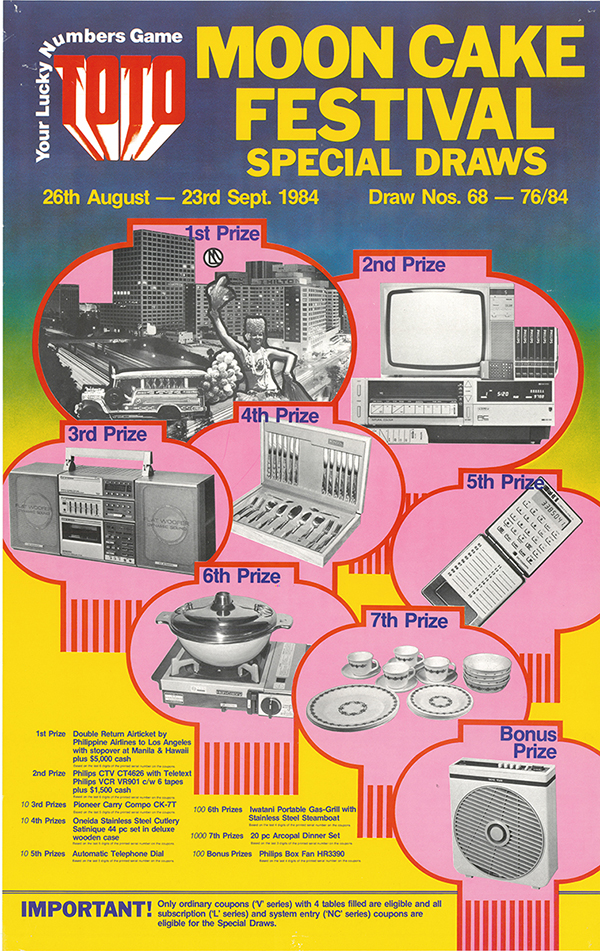 Your Lucky Numbers Game
TOTO
MOON CAKE
FESTIVAL
SPECIAL DRAWS
26th August — 23rd Sept. 1984 Draw Nos. 68 — 76/84
1st Prize
2nd Prize
3rd Prize
4th Prize
5th Prize
6th Prize
7th Prize
Bonus
Prize
1st Prize Double Return Airticket by
Philippine Airlines to Los Angeles
with stopover at Manila & Hawaii
plus $5,000 cash
2nd Prize Philips CTV CT4626 with Teletext
Philips VCR VR901 c/w 6 tapes
plus $1,500 cash
10 3rd Prizes Pioneer Carry Compo CK-7T
10 4th Prizes Oneida Stainless Steel Cutlery
Satinique 44 pc set in deluxe
wooden case
10 5th Prizes Automatic Telephone Dial
100 6th Prizes Iwatani Portable Gas-Grill with
Stainless Steel Steamboat
1000 7th Prizes 20 pc Arcopal Dinner Set
100 Bonus Prizes Philips Box Fan HR3390
IMPORTANT! Only ordinary coupons ('V' series) with 4 tables filled are eligible and all
subscription ('L' series) and system entry ('NC' series) coupons are
eligible for the Special Draws.